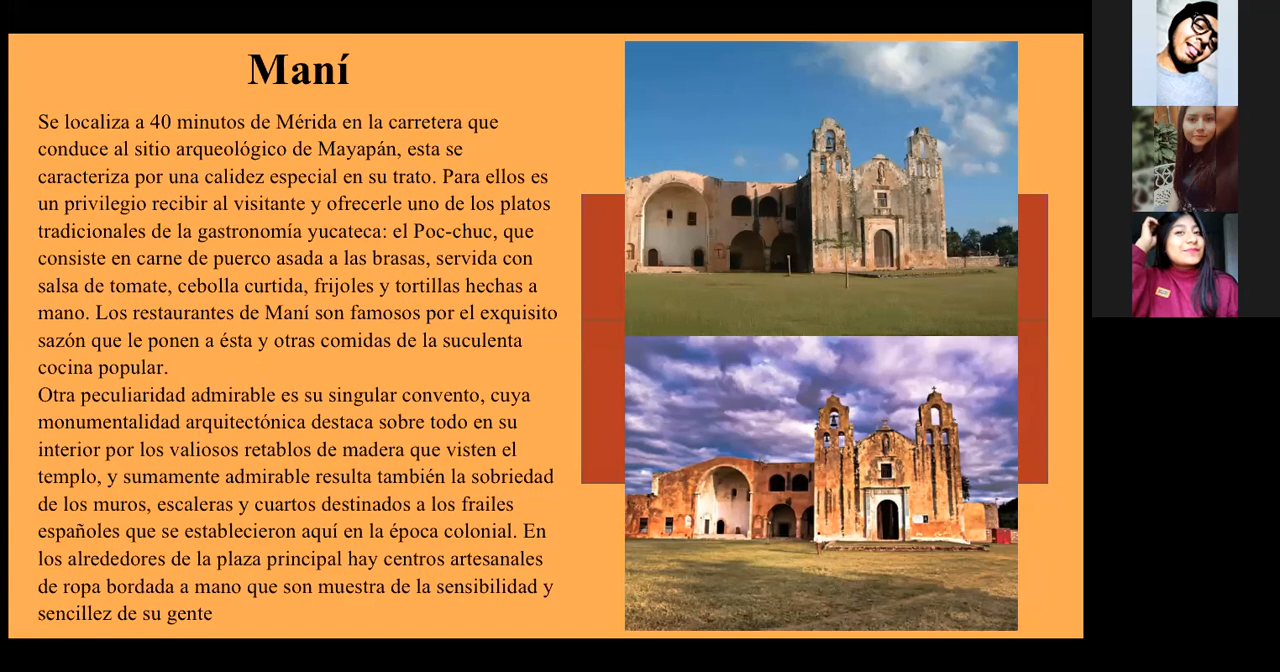 Maní
Se localiza a 40 minutos de Mérida en la carretera que
conduce al sitio arqueológico de Mayapán, esta se
caracteriza por una calidez especial en su trato. Para ellos es
un privilegio recibir al visitante y ofrecerle uno de los platos
tradicionales de la gastronomía yucateca: el Poc-chuc, que
consiste en carne de puerco asada a las brasas, servida con
salsa de tomate, cebolla curtida, frijoles y tortillas hechas a
mano. Los restaurantes de Maní son famosos por el exquisito
sazón que le ponen a ésta y otras comidas de la suculenta
cocina popular.
Otra peculiaridad admirable es su singular convento, cuya
monumentalidad arquitectónica destaca sobre todo en su
interior por los valiosos retablos de madera que visten el
templo, y sumamente admirable resulta también la sobriedad
de los muros, escaleras y cuartos destinados a los frailes
españoles que se establecieron aquí en la época colonial. En
los alrededores de la plaza principal hay centros artesanales
de ropa bordada a mano que son muestra de la sensibilidad y
sencillez de su gente